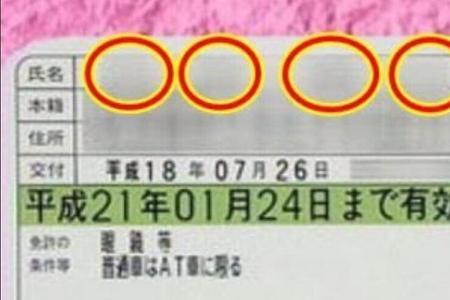 氏名
本籍
住所
交付 平成18年07月26日
平成21年01月24日まで有効
免許の 眼鏡等
条件等 普通車はAT車に限る